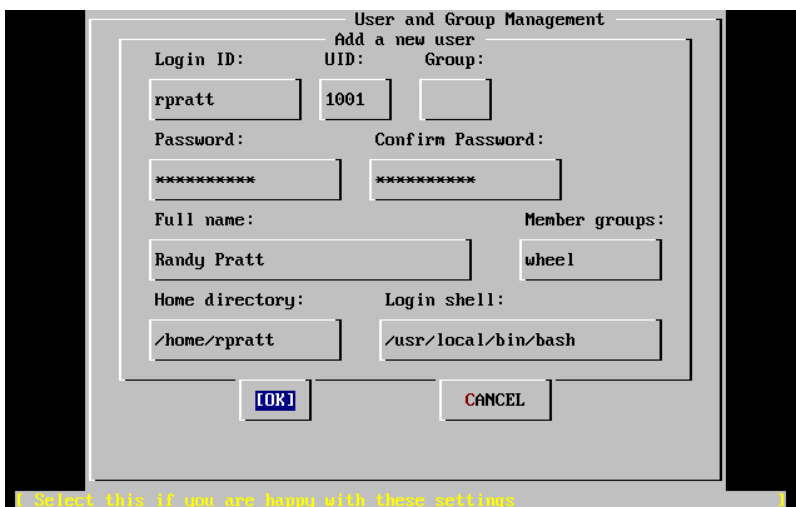 User and Group Management
Add a new user
Login ID: UID: Group:
rpratt 1001
Password: Confirm Password:
********** **********
Full name: Member groups:
Randy Pratt wheel
Home directory: Login shell:
/home/rpratt /usr/local/bin/bash
[OK] CANCEL
[ Select this if you are happy with these settings ]